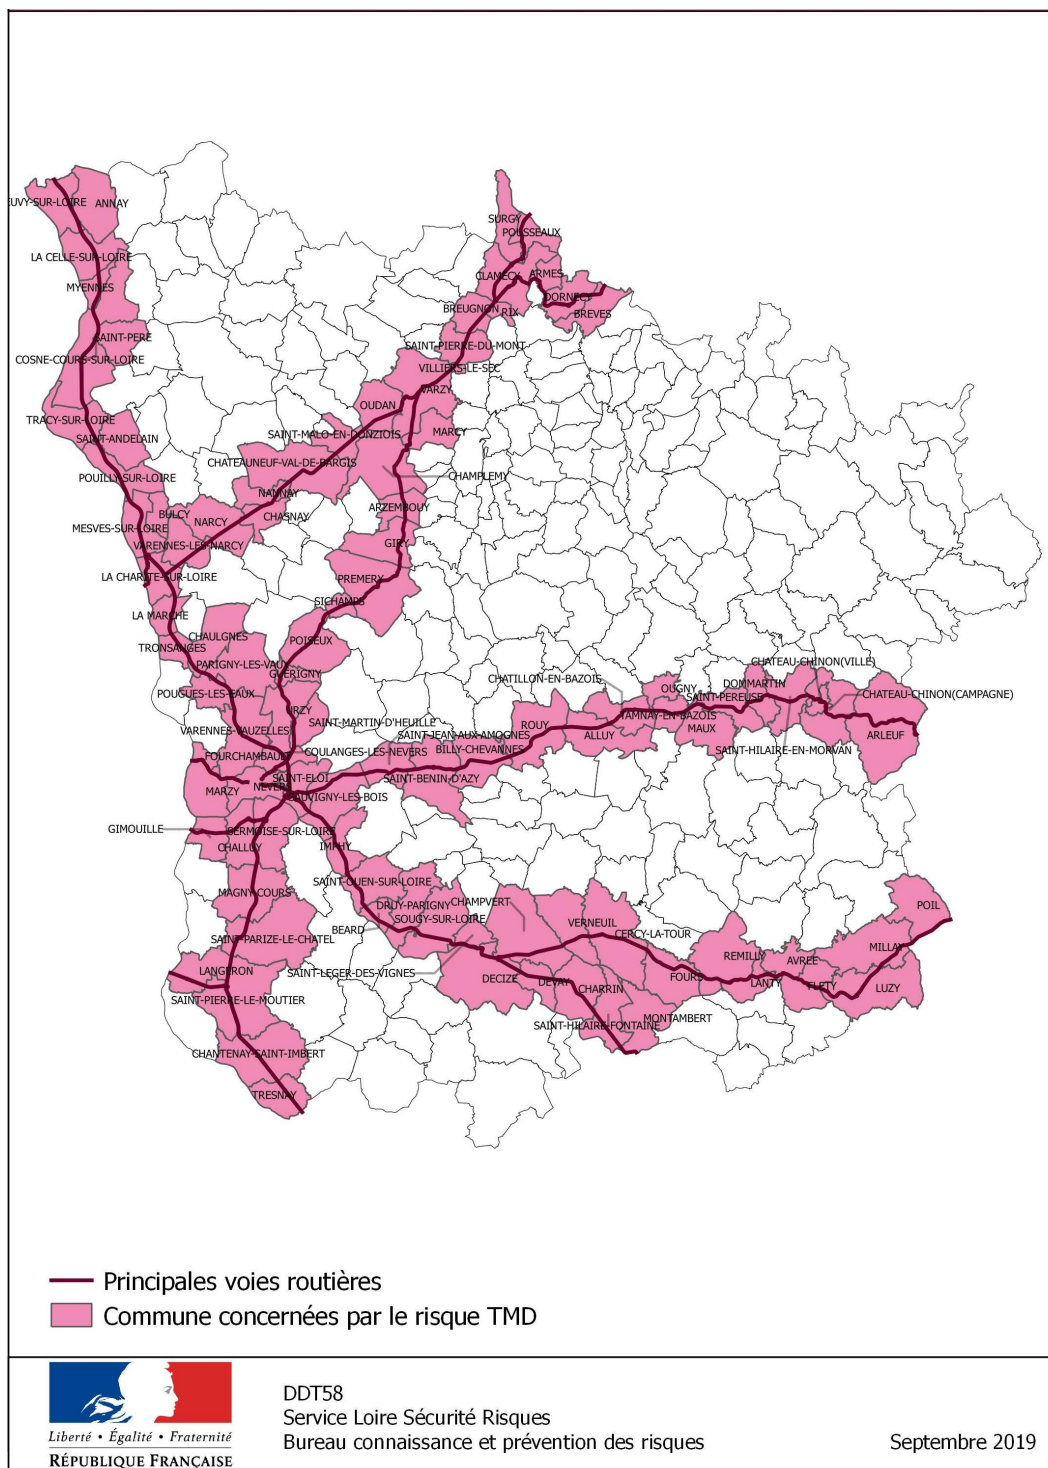 EUVY-SUR-LOIRE
ANNAY
LA CELLE-SUR-LOIRE
MYENNES
SAINT-PERE
COSNE-COURS-SUR-LOIRE
TRACY-SUR-LOIRE
SAINT-ANDELAIN
POUILLY-SUR-LOIRE
BULCY
NARCY
MESVES-SUR-LOIRE
VARENNES-LES-NARCY
LA CHARITE-SUR-LOIRE
LA MARCHE
TRONSANGES
CHAULGNES
PARIGNY-LES-VAUX
POUGUES-LES-EAUX
VARENNES-VAUZELLES
FOURCHAMBAULT
MARZY
NEVERS
GIMOUILLE
SERMOISE-SUR-LOIRE
CHALLUY
MAGNY-COURS
SAINT-PARIZE-LE-CHATEL
LANGERON
SAINT-PIERRE-LE-MOUTIER
CHANTENAY-SAINT-IMBERT
TRESNAY
SURGY
POUSSEAUX
CLAMECY
ARMES
DORNECY
BREVES
BREUGNON
RIX
SAINT-PIERRE-DU-MONT
VILLIERS-LE-SEC
VARZY
OUDAN
MARCY
SAINT-MALO-EN-DONZIOIS
CHATEAUNEUF-VAL-DE-BARGIS
CHAMPLEMY
NANNAY
CHASNAY
ARZEMBOUY
GIRY
PREMERY
SICHAMPS
POISEUX
GUERIGNY
URZY
SAINT-MARTIN-D'HEUILLE
COULANGES-LES-NEVERS
SAINT-ELOI
SAUVIGNY-LES-BOIS
SAINT-JEAN-AUX-AMOGNES
BILLY-CHEVANNES
SAINT-BENIN-D'AZY
ROUY
CHATILLON-EN-BAZOIS
ALLUY
OUGNY
TAMNAY-EN-BAZOIS
MAUX
SAINT-PEREUSE
DOMMARTIN
CHATEAU-CHINON(VILLE)
CHATEAU-CHINON(CAMPAGNE)
SAINT-HILAIRE-EN-MORVAN
ARLEUF
IMPHY
SAINT-OUEN-SUR-LOIRE
DRUY-PARIGNY
CHAMPVERT
BEARD
SOUGY-SUR-LOIRE
SAINT-LEGER-DES-VIGNES
DECIZE
VERNEUIL
CERCY-LA-TOUR
DEVAY
CHARRIN
SAINT-HILAIRE-FONTAINE
MONTAMBERT
FOURS
REMILLY
LANTY
AVREE
FLETY
LUZY
MILLAY
POIL
Principales voies routières
Commune concernées par le risque TMD
Liberté • Égalité • Fraternité
RÉPUBLIQUE FRANÇAISE
DDT58
Service Loire Sécurité Risques
Bureau connaissance et prévention des risques
Septembre 2019